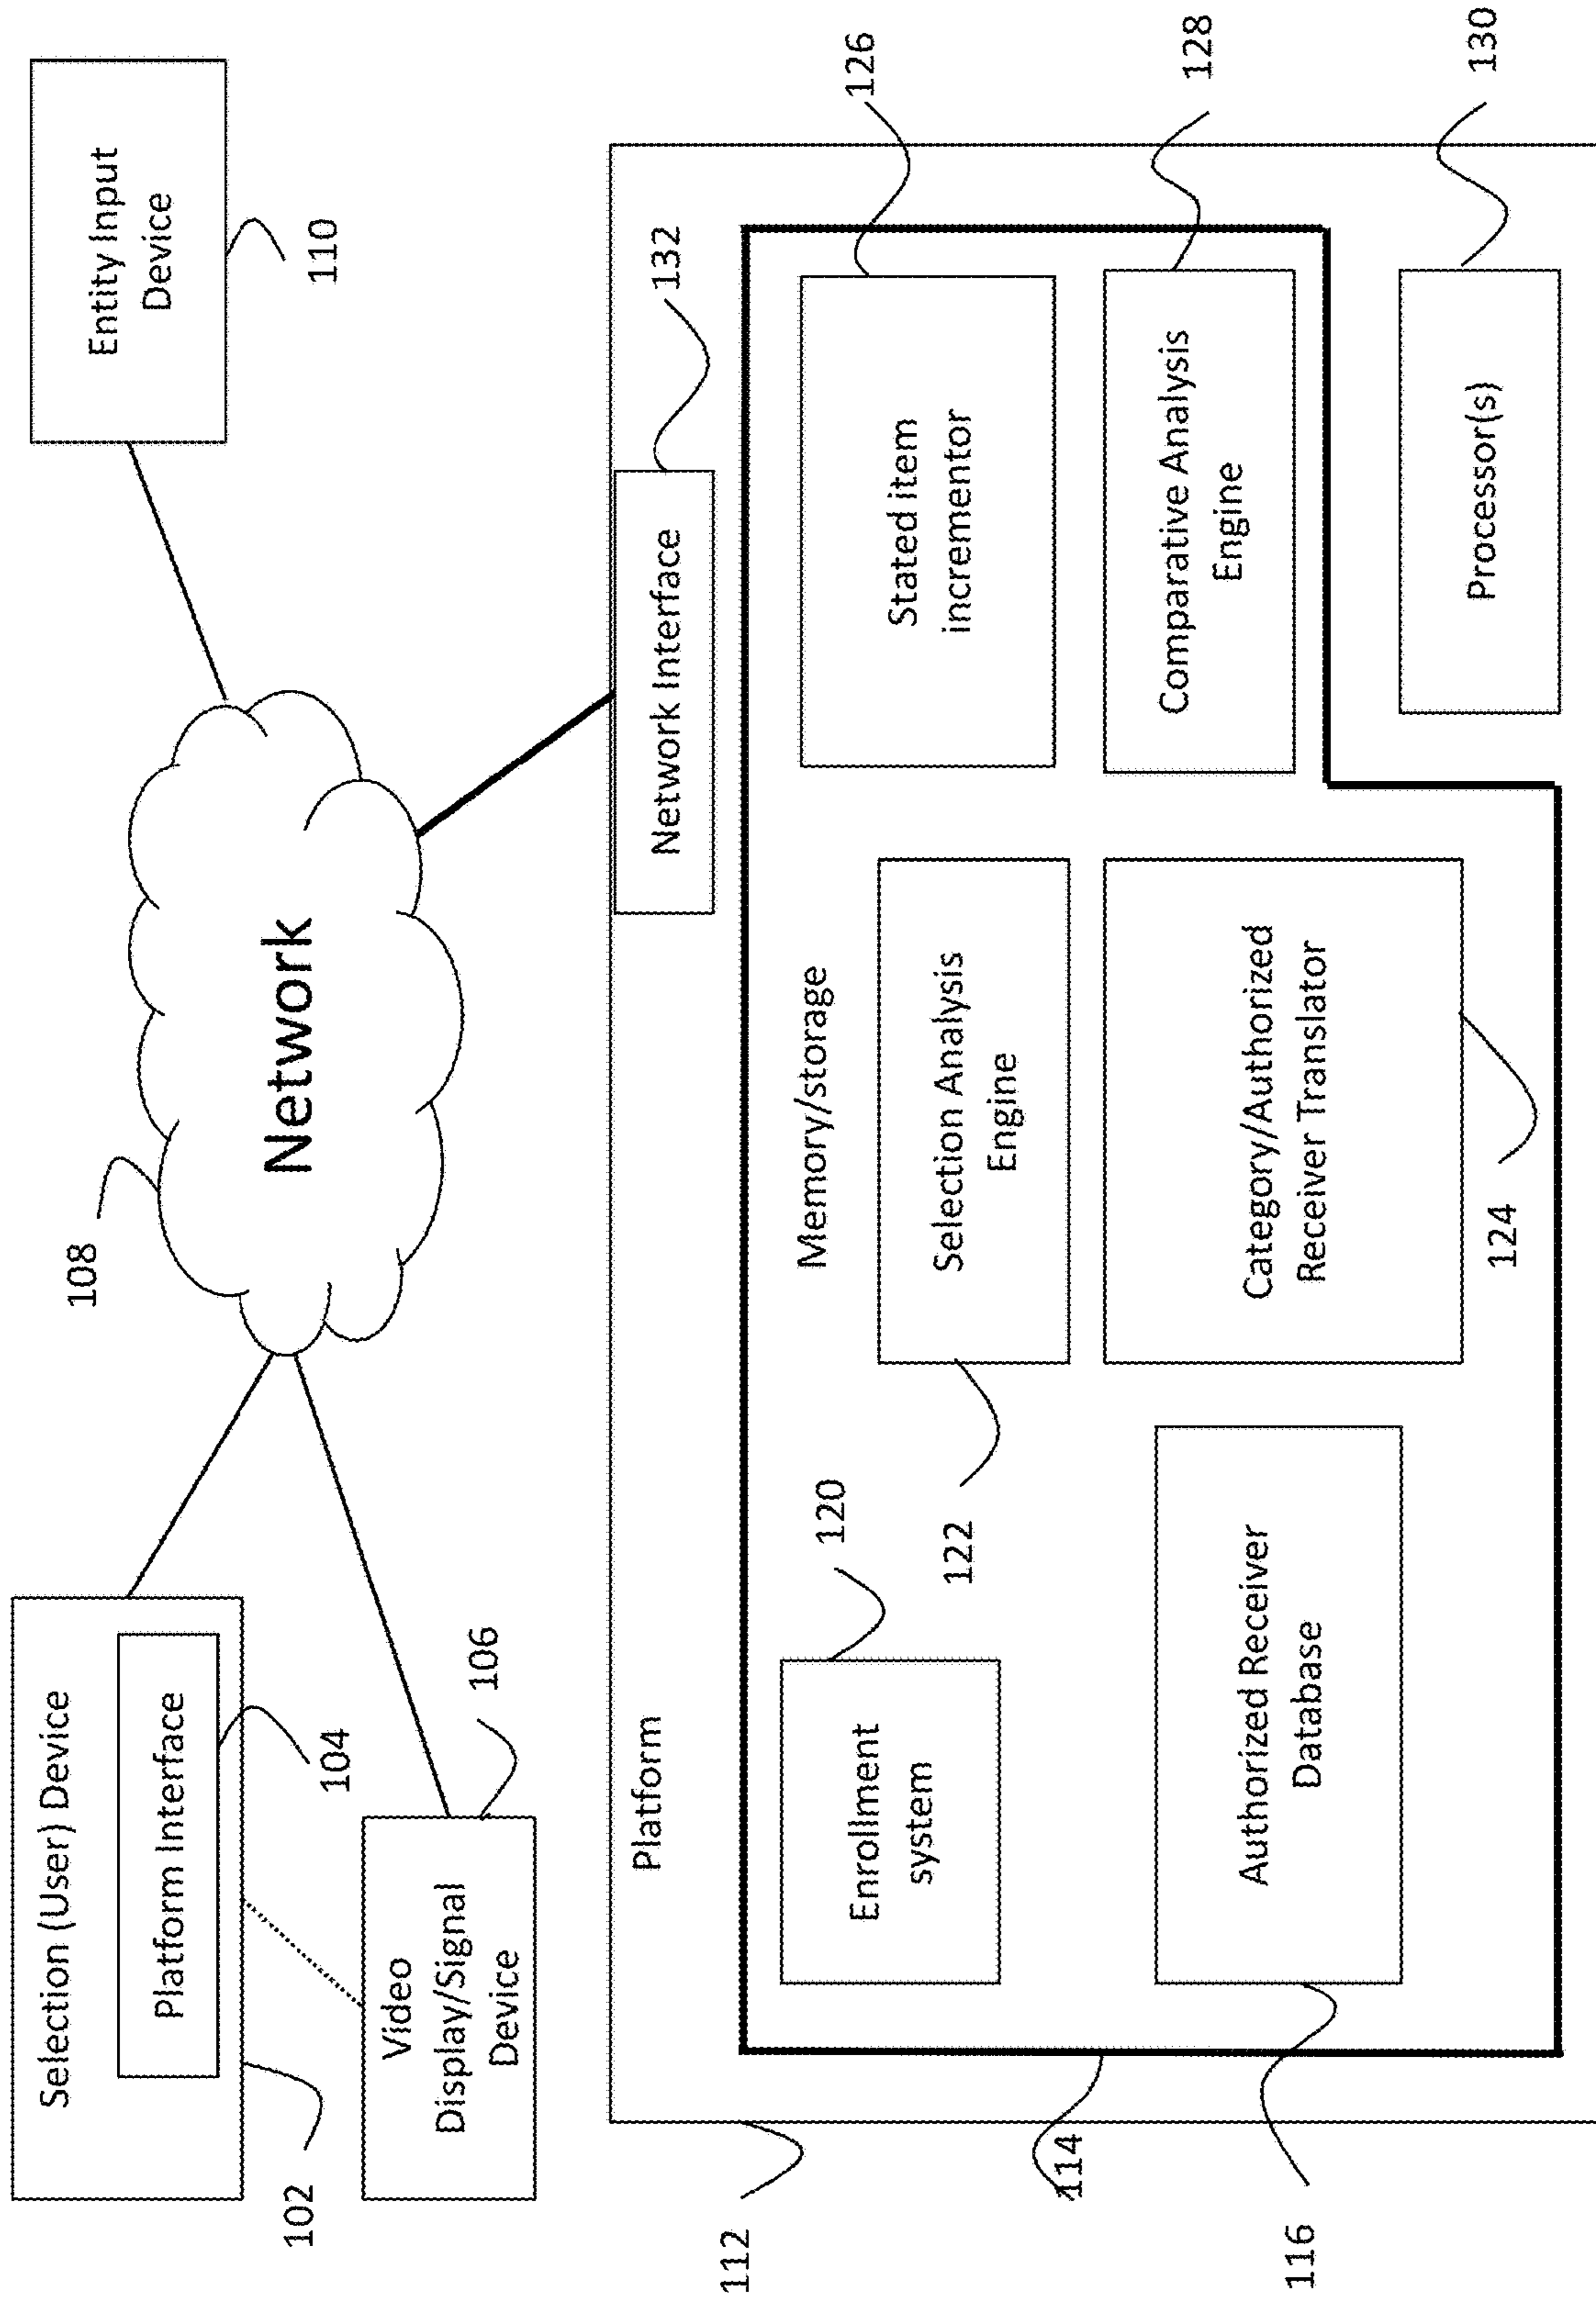 Selection (User) Device
Platform Interface
102
104
Video
Display/Signal
Device
106
108
Network
Entity Input
Device
110
Platform
112
Network Interface
132
Memory/storage
114
Enrollment
system
120
Authorized Receiver
Database
116
Selection Analysis
Engine
122
Category/Authorized
Receiver Translator
124
Stated item
incrementor
126
Comparative Analysis
Engine
128
Processor(s)
130